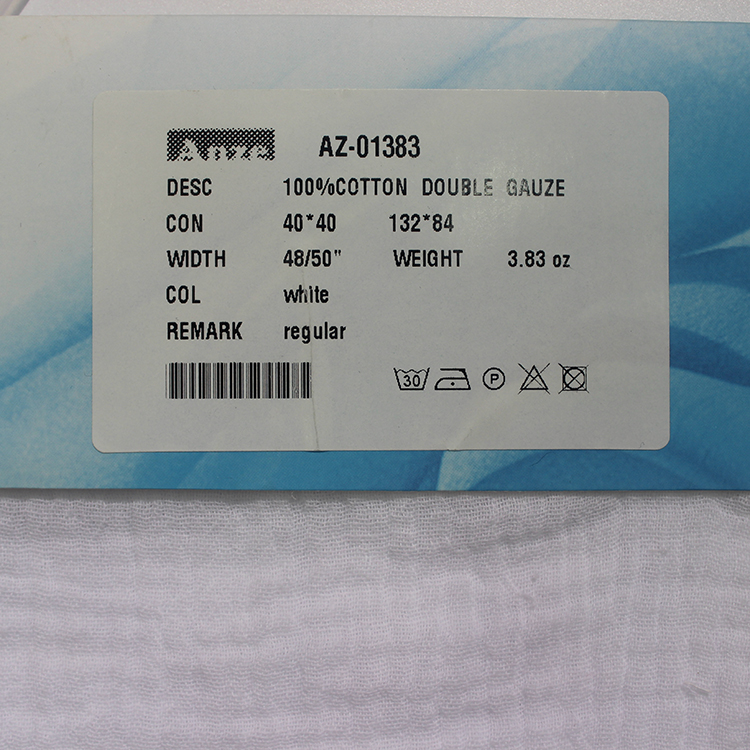 Anze AZ-01383
DESC 100%COTTON DOUBLE GAUZE
CON 40*40 132*84
WIDTH 48/50" WEIGHT 3.83 oz
COL white
REMARK regular
30 P